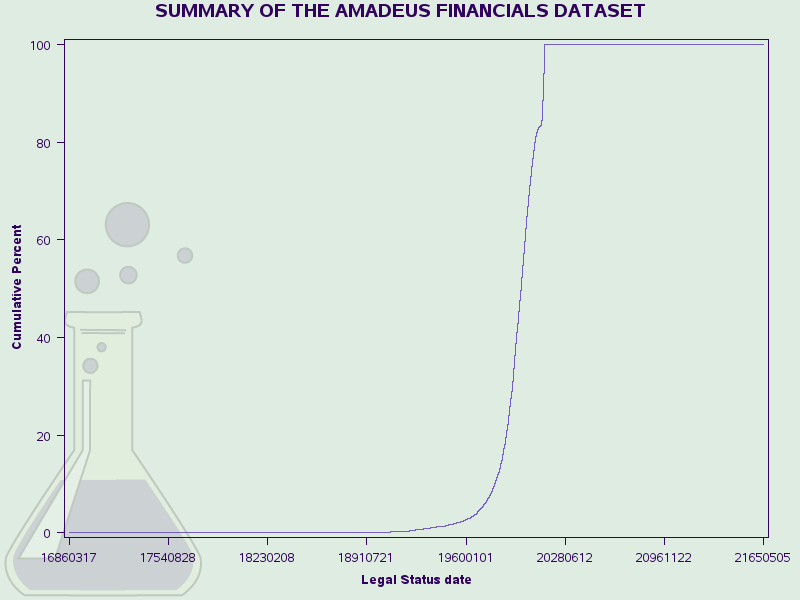 SUMMARY OF THE AMADEUS FINANCIALS DATASET
100
80
60
40
20
0
Cumulative Percent
16860317 17540828 18230208 18910721 19600101 20280612 20961122 21650505
Legal Status date